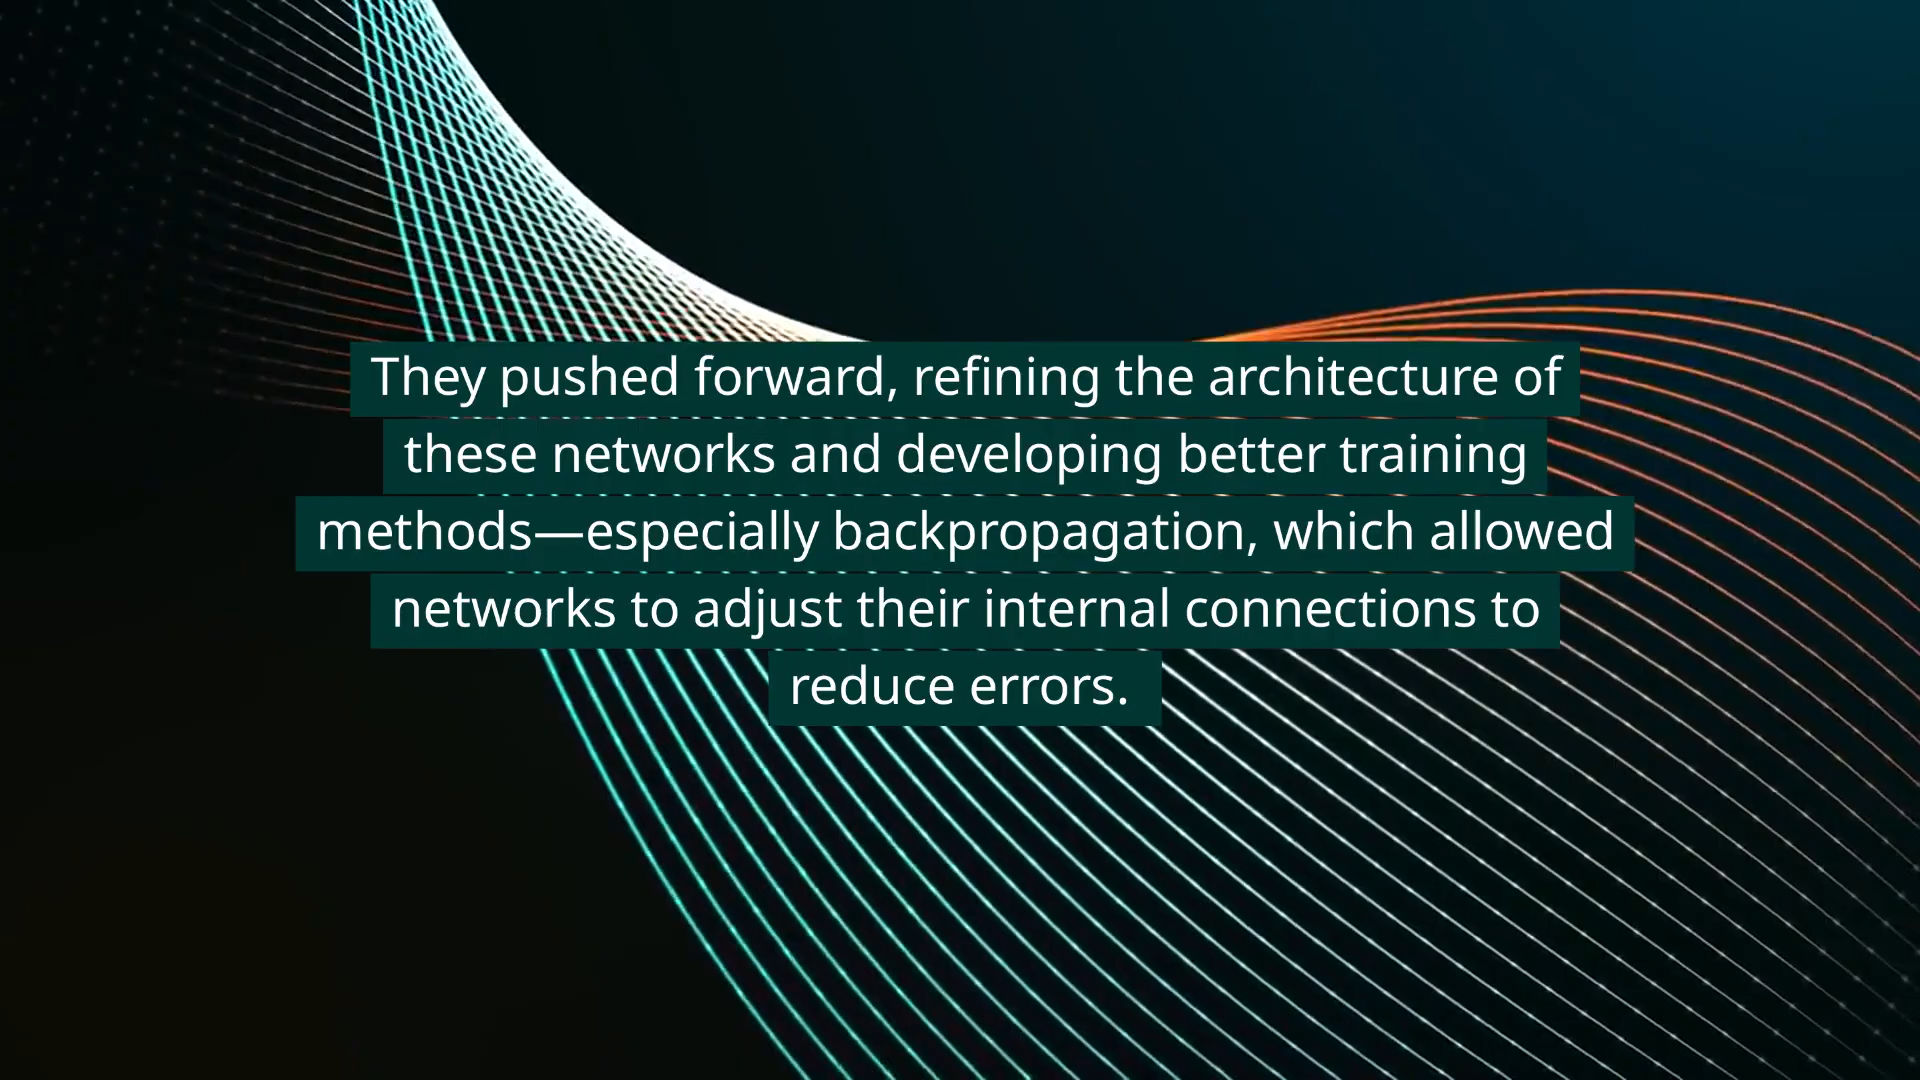 They pushed forward, refining the architecture of
these networks and developing better training
methods—especially backpropagation, which allowed
networks to adjust their internal connections to
reduce errors.